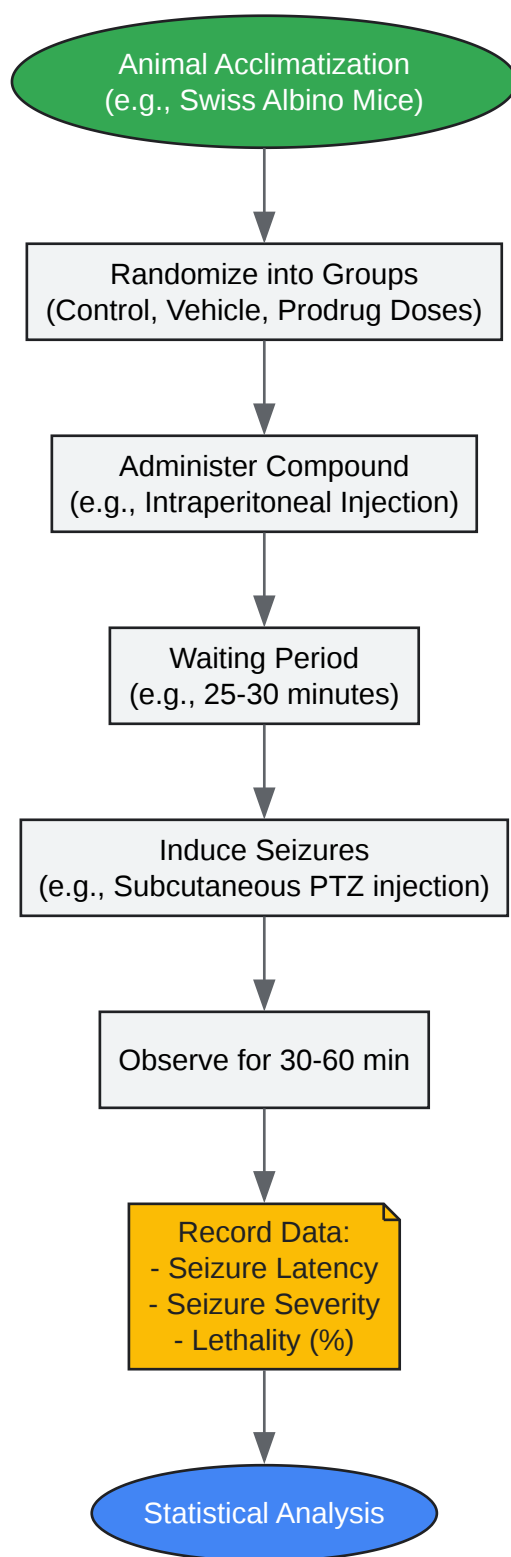 Animal Acclimatization
(e.g., Swiss Albino Mice)
Randomize into Groups
(Control, Vehicle, Prodrug Doses)
Administer Compound
(e.g., Intraperitoneal Injection)
Waiting Period
(e.g., 25-30 minutes)
Induce Seizures
(e.g., Subcutaneous PTZ injection)
Observe for 30-60 min
Record Data:
- Seizure Latency
- Seizure Severity
- Lethality (%)
Statistical Analysis